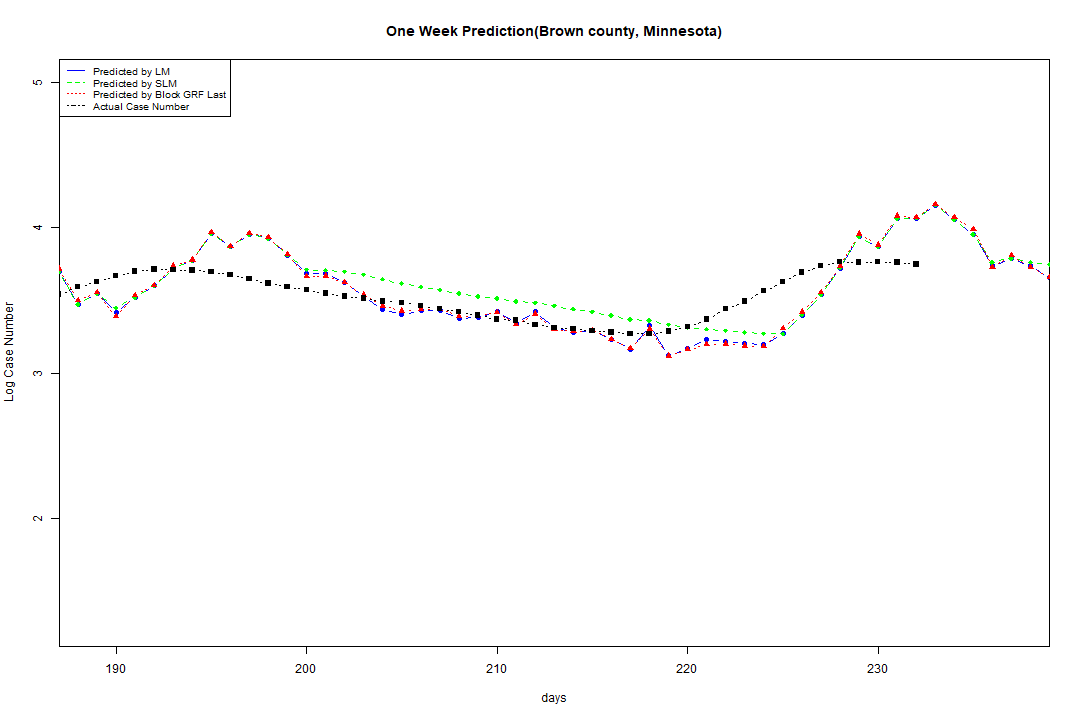 One Week Prediction(Brown county, Minnesota)
Predicted by LM
Predicted by SLM
Predicted by Block GRF Last
Actual Case Number
5
4
3
2
Log Case Number
190
200
210
220
230
days